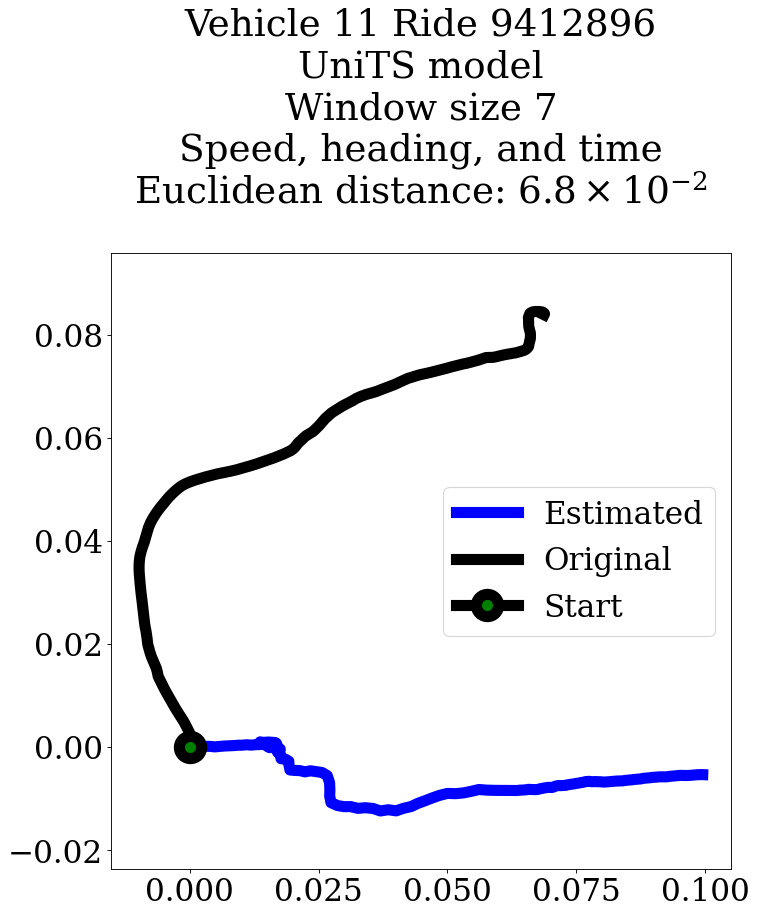 Vehicle 11 Ride 9412896
UniTS model
Window size 7
Speed, heading, and time
Euclidean distance: 6.8 × 10⁻²
0.08
0.06
0.04
0.02
0.00
−0.02
Estimated
Original
Start
0.000 0.025 0.050 0.075 0.100